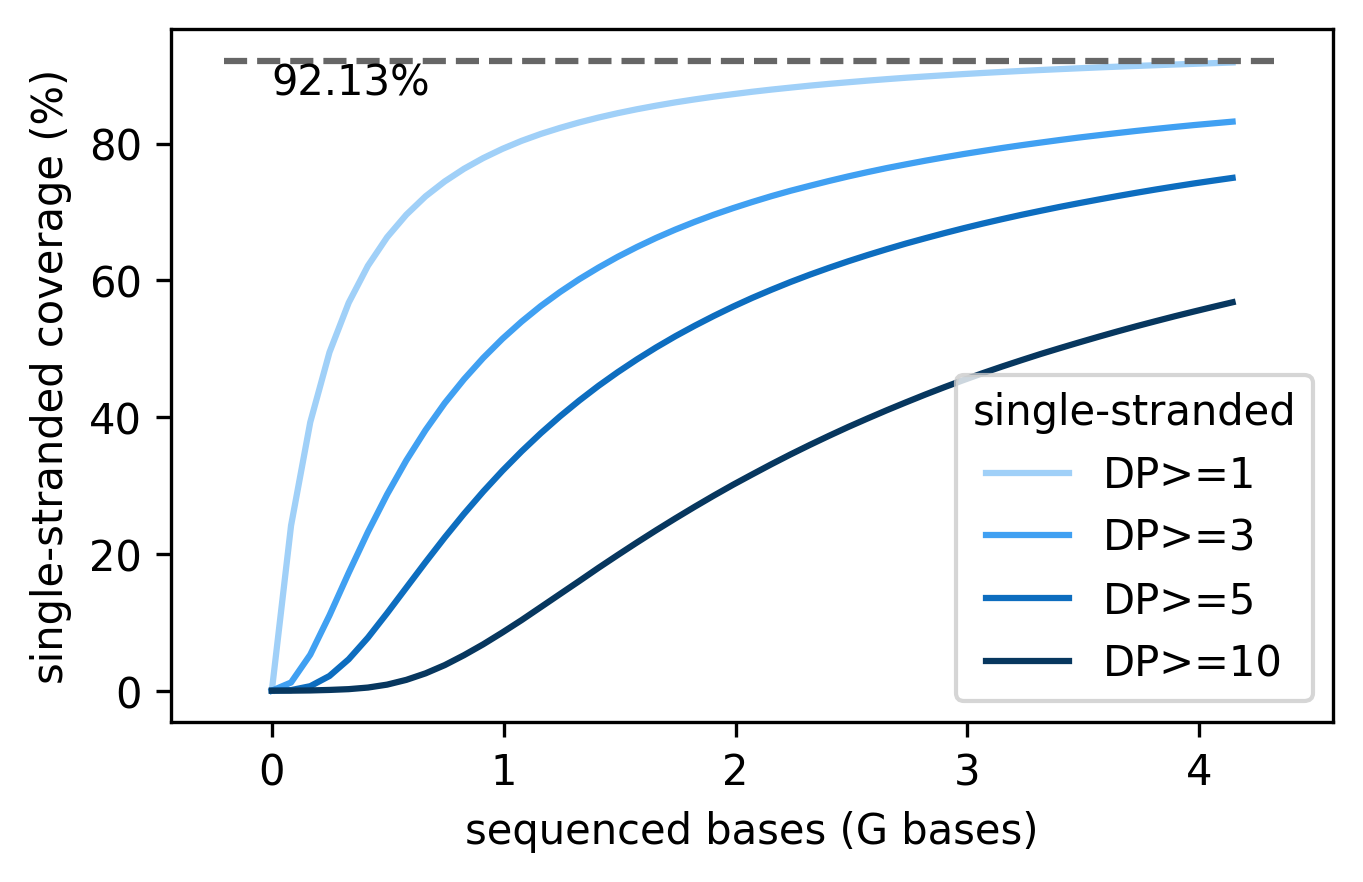 single-stranded coverage (%)
80
60
40
20
0
92.13%
single-stranded
DP>=1
DP>=3
DP>=5
DP>=10
0 1 2 3 4
sequenced bases (G bases)